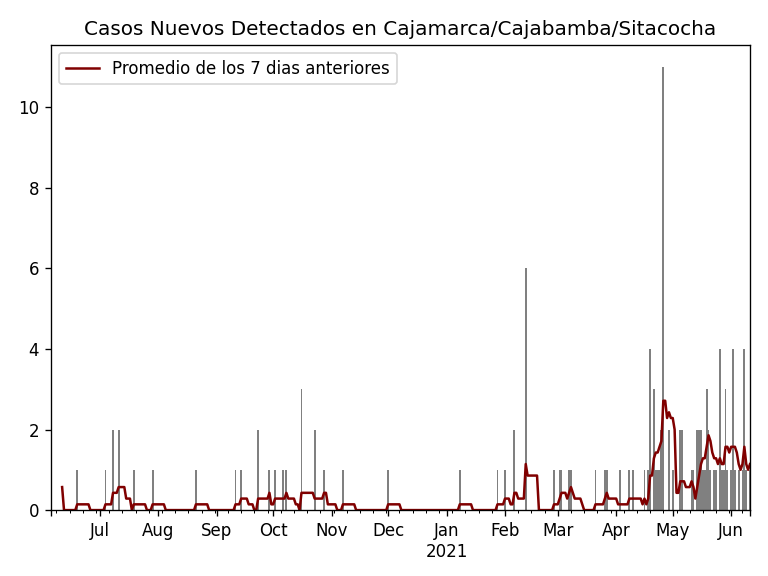 Casos Nuevos Detectados en Cajamarca/Cajabamba/Sitacocha
Promedio de los 7 dias anteriores
10
8
6
4
2
0
Jul Aug Sep Oct Nov Dec Jan Feb Mar Apr May Jun
2021